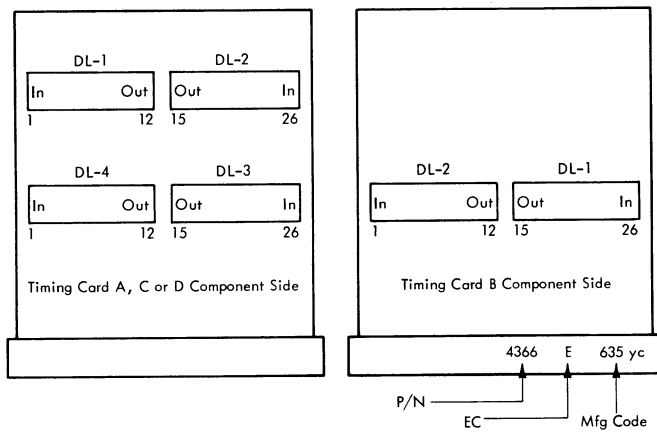 DL-1 DL-2
In Out Out In
1 12 15 26
DL-4 DL-3
In Out Out In
1 12 15 26
Timing Card A, C or D Component Side
DL-2 DL-1
In Out Out In
1 12 15 26
Timing Card B Component Side
4366 E 635 yc
P/N
EC
Mfg Code